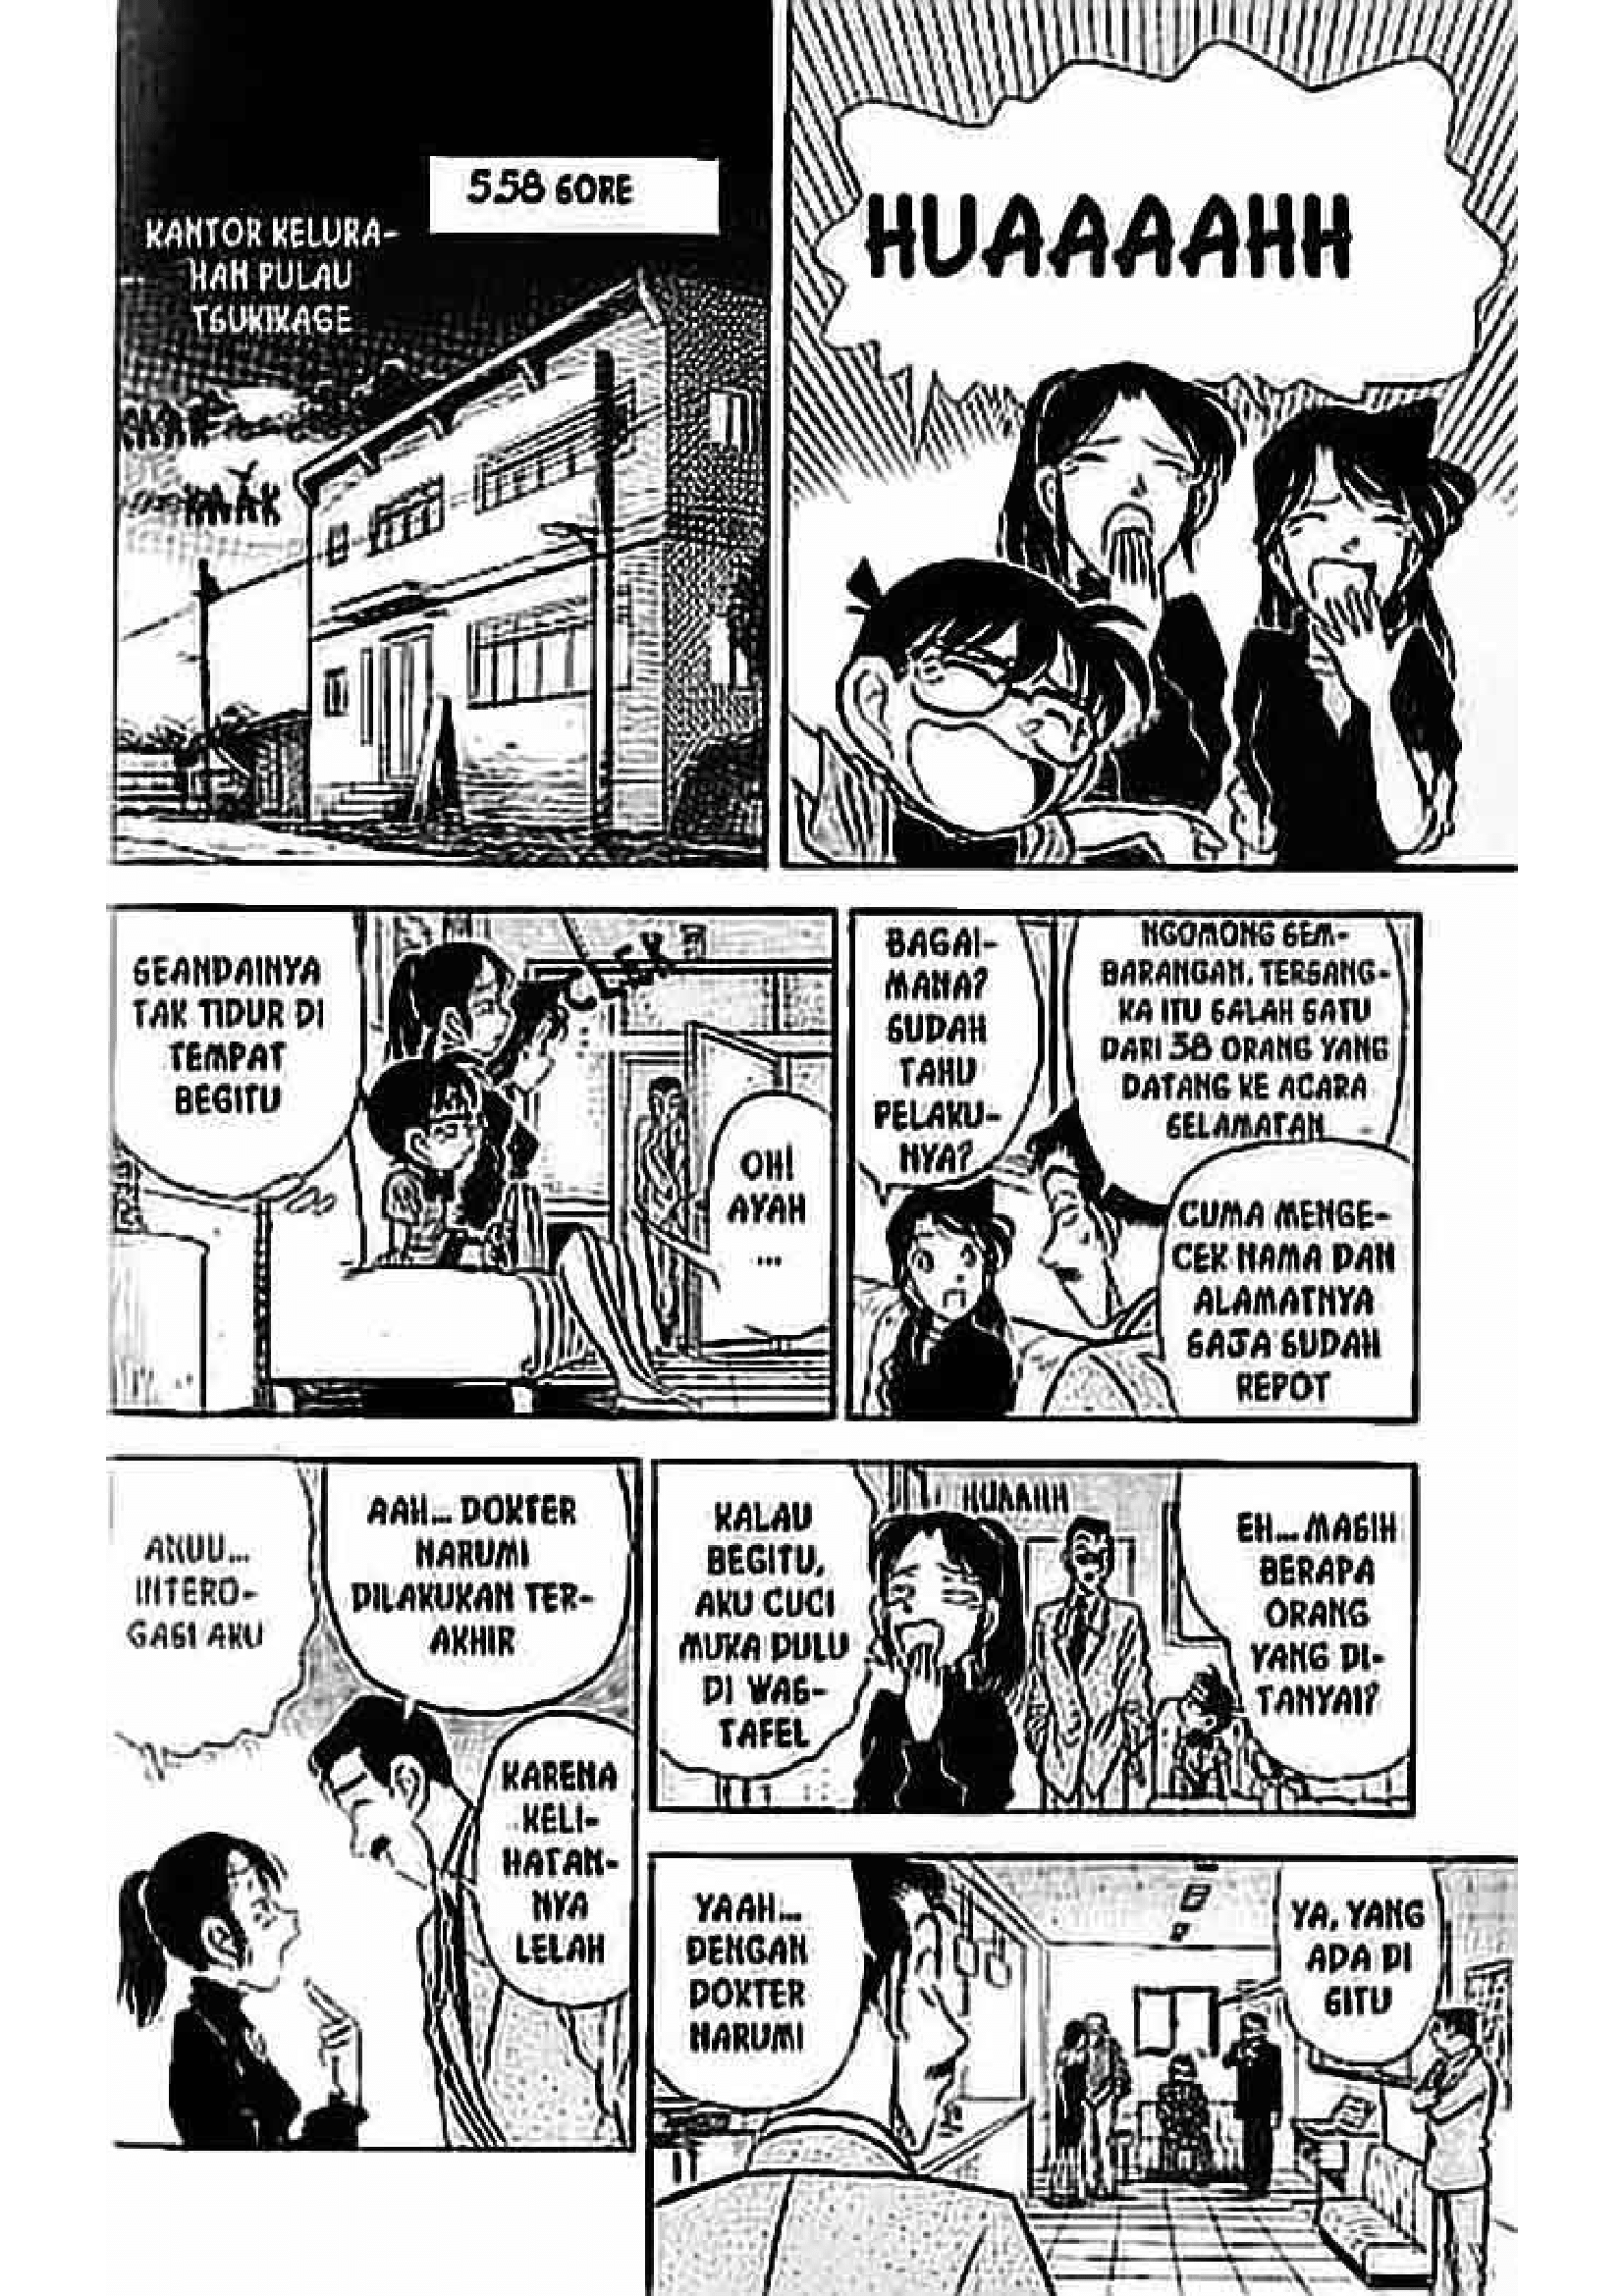 5.58 SORE
KANTOR KELURA-
HAN PULAU
TSUKIKAGE
KWAK
HUAAAAHH
SEANDAINYA
TAK TIDUR DI
TEMPAT
BEGITU
CLEK
OH!
AYAH
...
BAGAI-
MANA?
SUDAH
TAHU
PELAKU-
NYA?
NGOMONG SEM-
BARANGAN. TERSANG-
KA ITU SALAH SATU
DARI 38 ORANG YANG
DATANG KE ACARA
SELAMATAN
CUMA MENGE-
CEK NAMA DAN
ALAMATNYA
SAJA SUDAH
REPOT
AKUU...
INTERO-
GASI AKU
AAH... DOKTER
NARUMI
DILAKUKAN TER-
AKHIR
KARENA
KELI-
HATAN-
NYA
LELAH
KALAU
BEGITU,
AKU CUCI
MUKA DULU
DI WAS-
TAFEL
HUAAHH
EH... MASIH
BERAPA
ORANG
YANG DI-
TANYAI?
YAAH...
DENGAN
DOKTER
NARUMI
YA, YANG
ADA DI
SITU